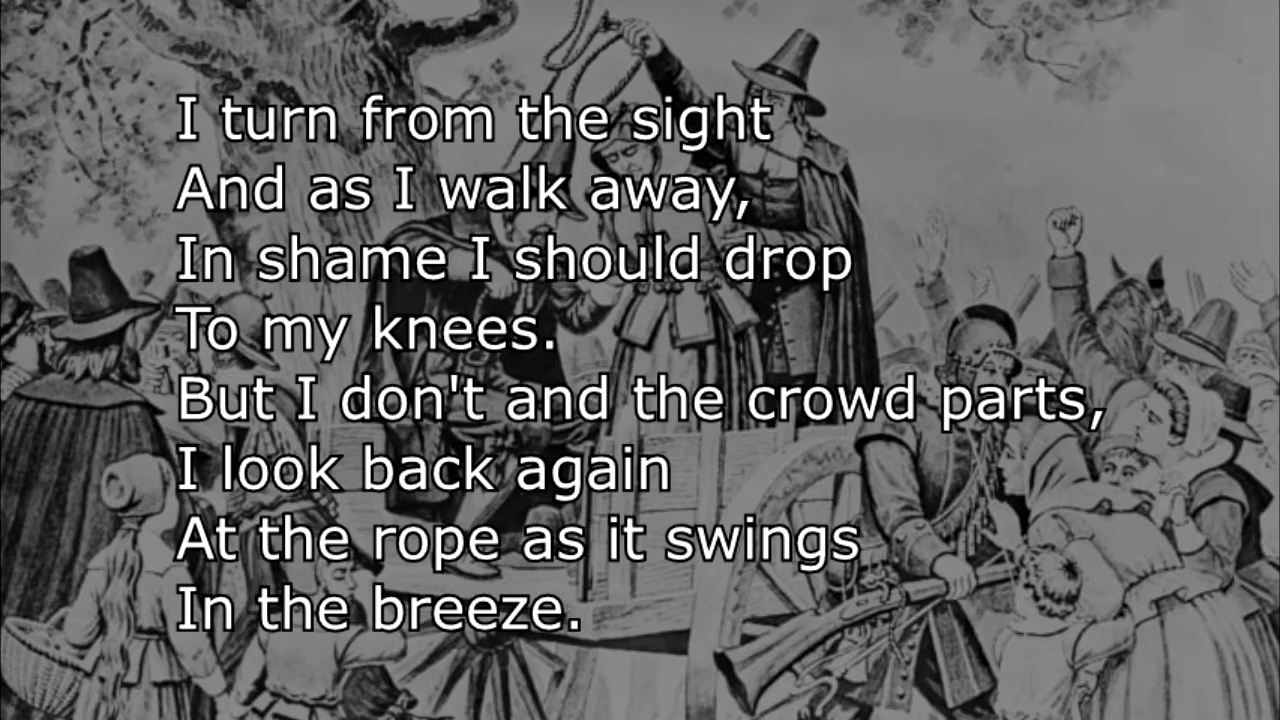 I turn from the sight
And as I walk away,
In shame I should drop
To my knees.
But I don't and the crowd parts,
I look back again
At the rope as it swings
In the breeze.